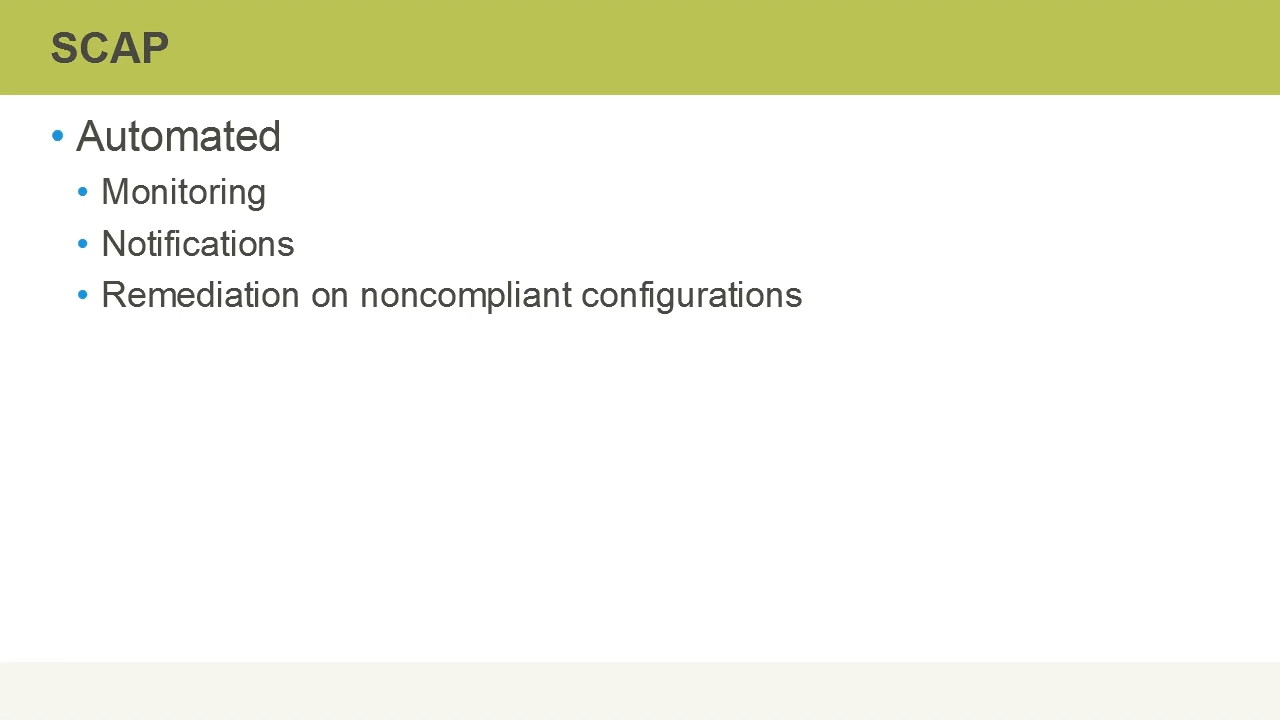 SCAP
• Automated
• Monitoring
• Notifications
• Remediation on noncompliant configurations